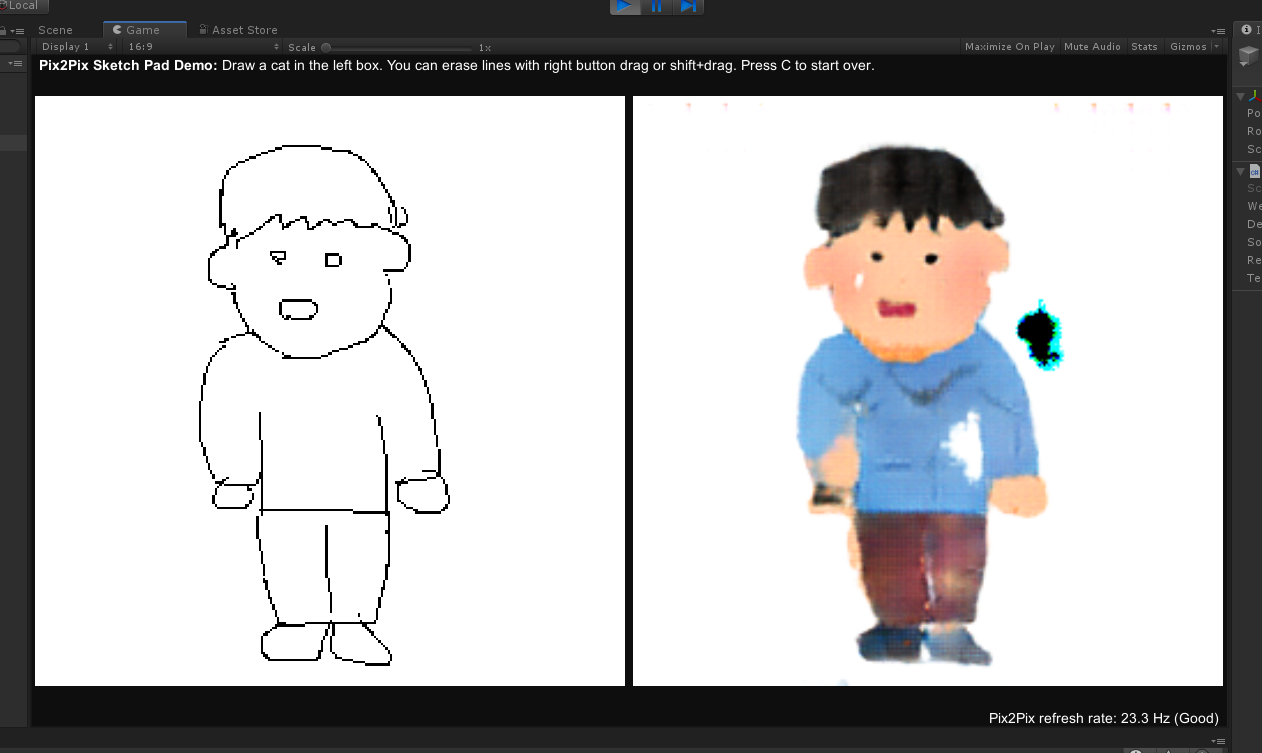 Local
Scene
Game
Asset Store
Display 1
16:9
Scale
1x
Maximize On Play
Mute Audio
Stats
Gizmos
Pix2Pix Sketch Pad Demo: Draw a cat in the left box. You can erase lines with right button drag or shift+drag. Press C to start over.
I
Po
Ro
Sc
c#
Sc
We
De
So
Re
Te
Pix2Pix refresh rate: 23.3 Hz (Good)